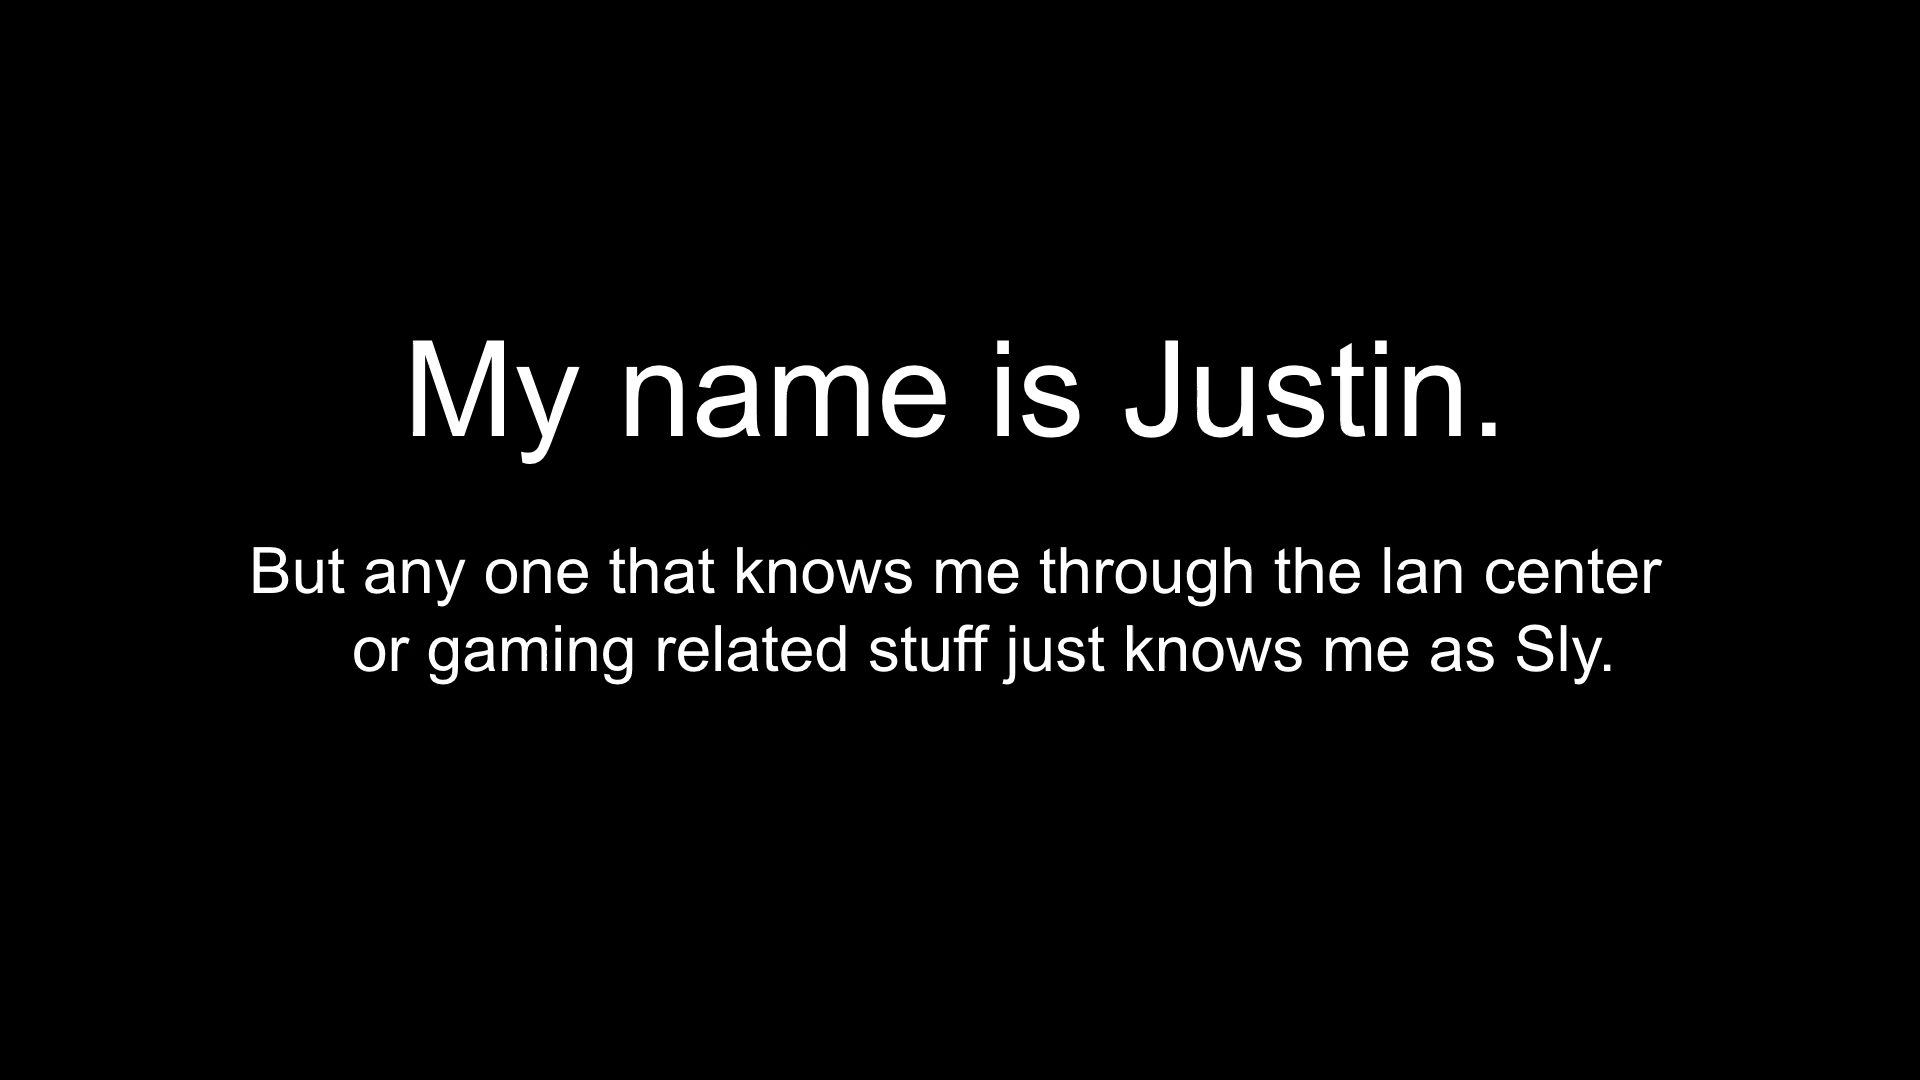 My name is Justin.
But any one that knows me through the lan center
or gaming related stuff just knows me as Sly.